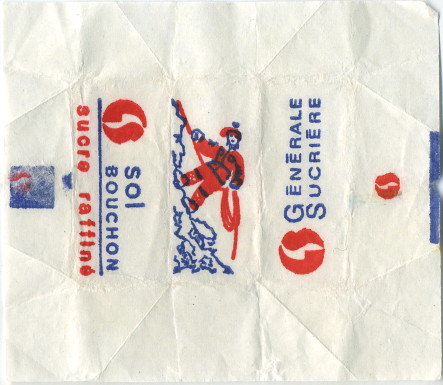 sol
BOUCHON
sucre raffiné
GÉNÉRALE
SUCRIÈRE